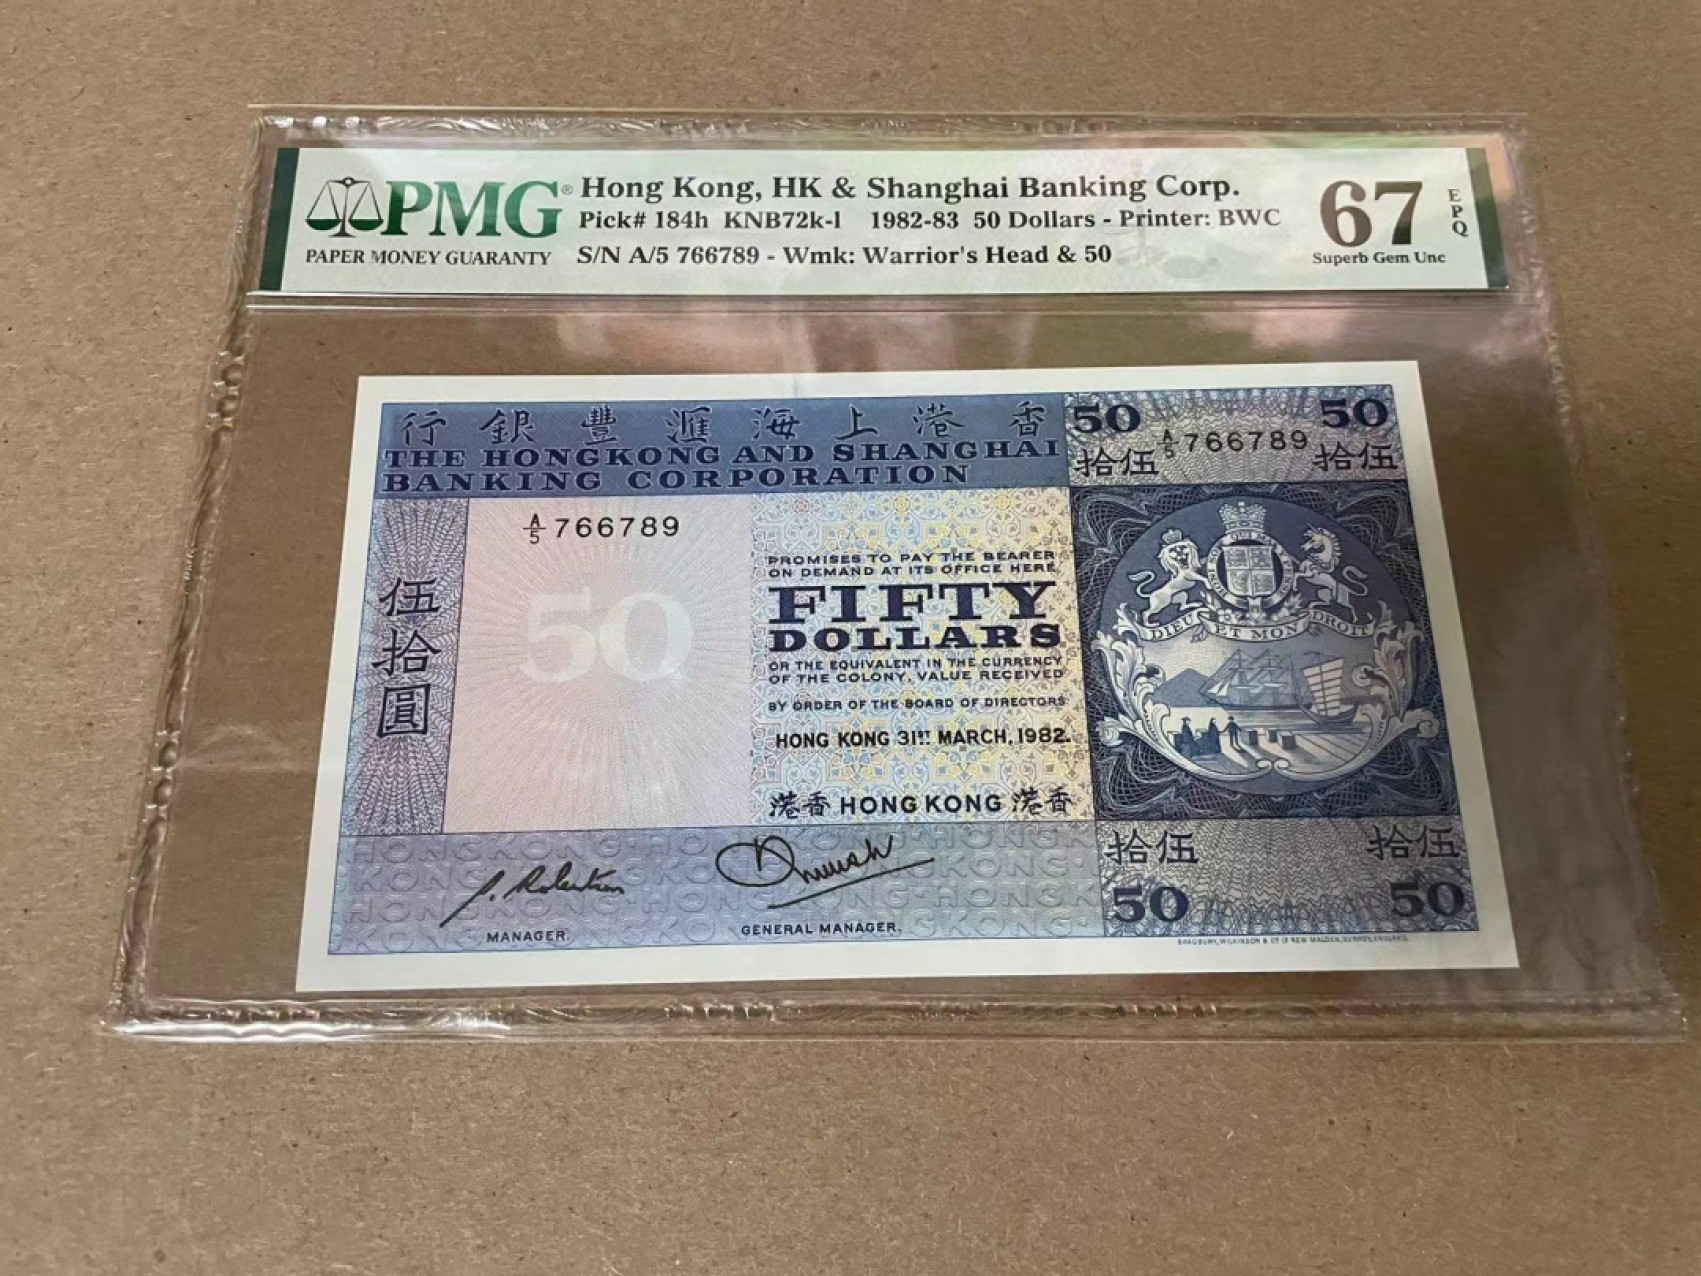 PMG®
PAPER MONEY GUARANTY
Hong Kong, HK & Shanghai Banking Corp.
Pick# 184h KNB72k-l 1982-83 50 Dollars - Printer: BWC
S/N A/5 766789 - Wmk: Warrior's Head & 50
67
EPQ
Superb Gem Unc
行銀豐滙海上港香
THE HONGKONG AND SHANGHAI
BANKING CORPORATION
50 50
A/5 766789
拾伍 拾伍
A/5 766789
伍拾圓
50
PROMISES TO PAY THE BEARER
ON DEMAND AT ITS OFFICE HERE
FIFTY
DOLLARS
OR THE EQUIVALENT IN THE CURRENCY
OF THE COLONY, VALUE RECEIVED
BY ORDER OF THE BOARD OF DIRECTORS
HONG KONG 31ST MARCH, 1982.
港香 HONG KONG 港香
DIEU ET MON DROIT
MANAGER.
GENERAL MANAGER.
拾伍 拾伍
50 50